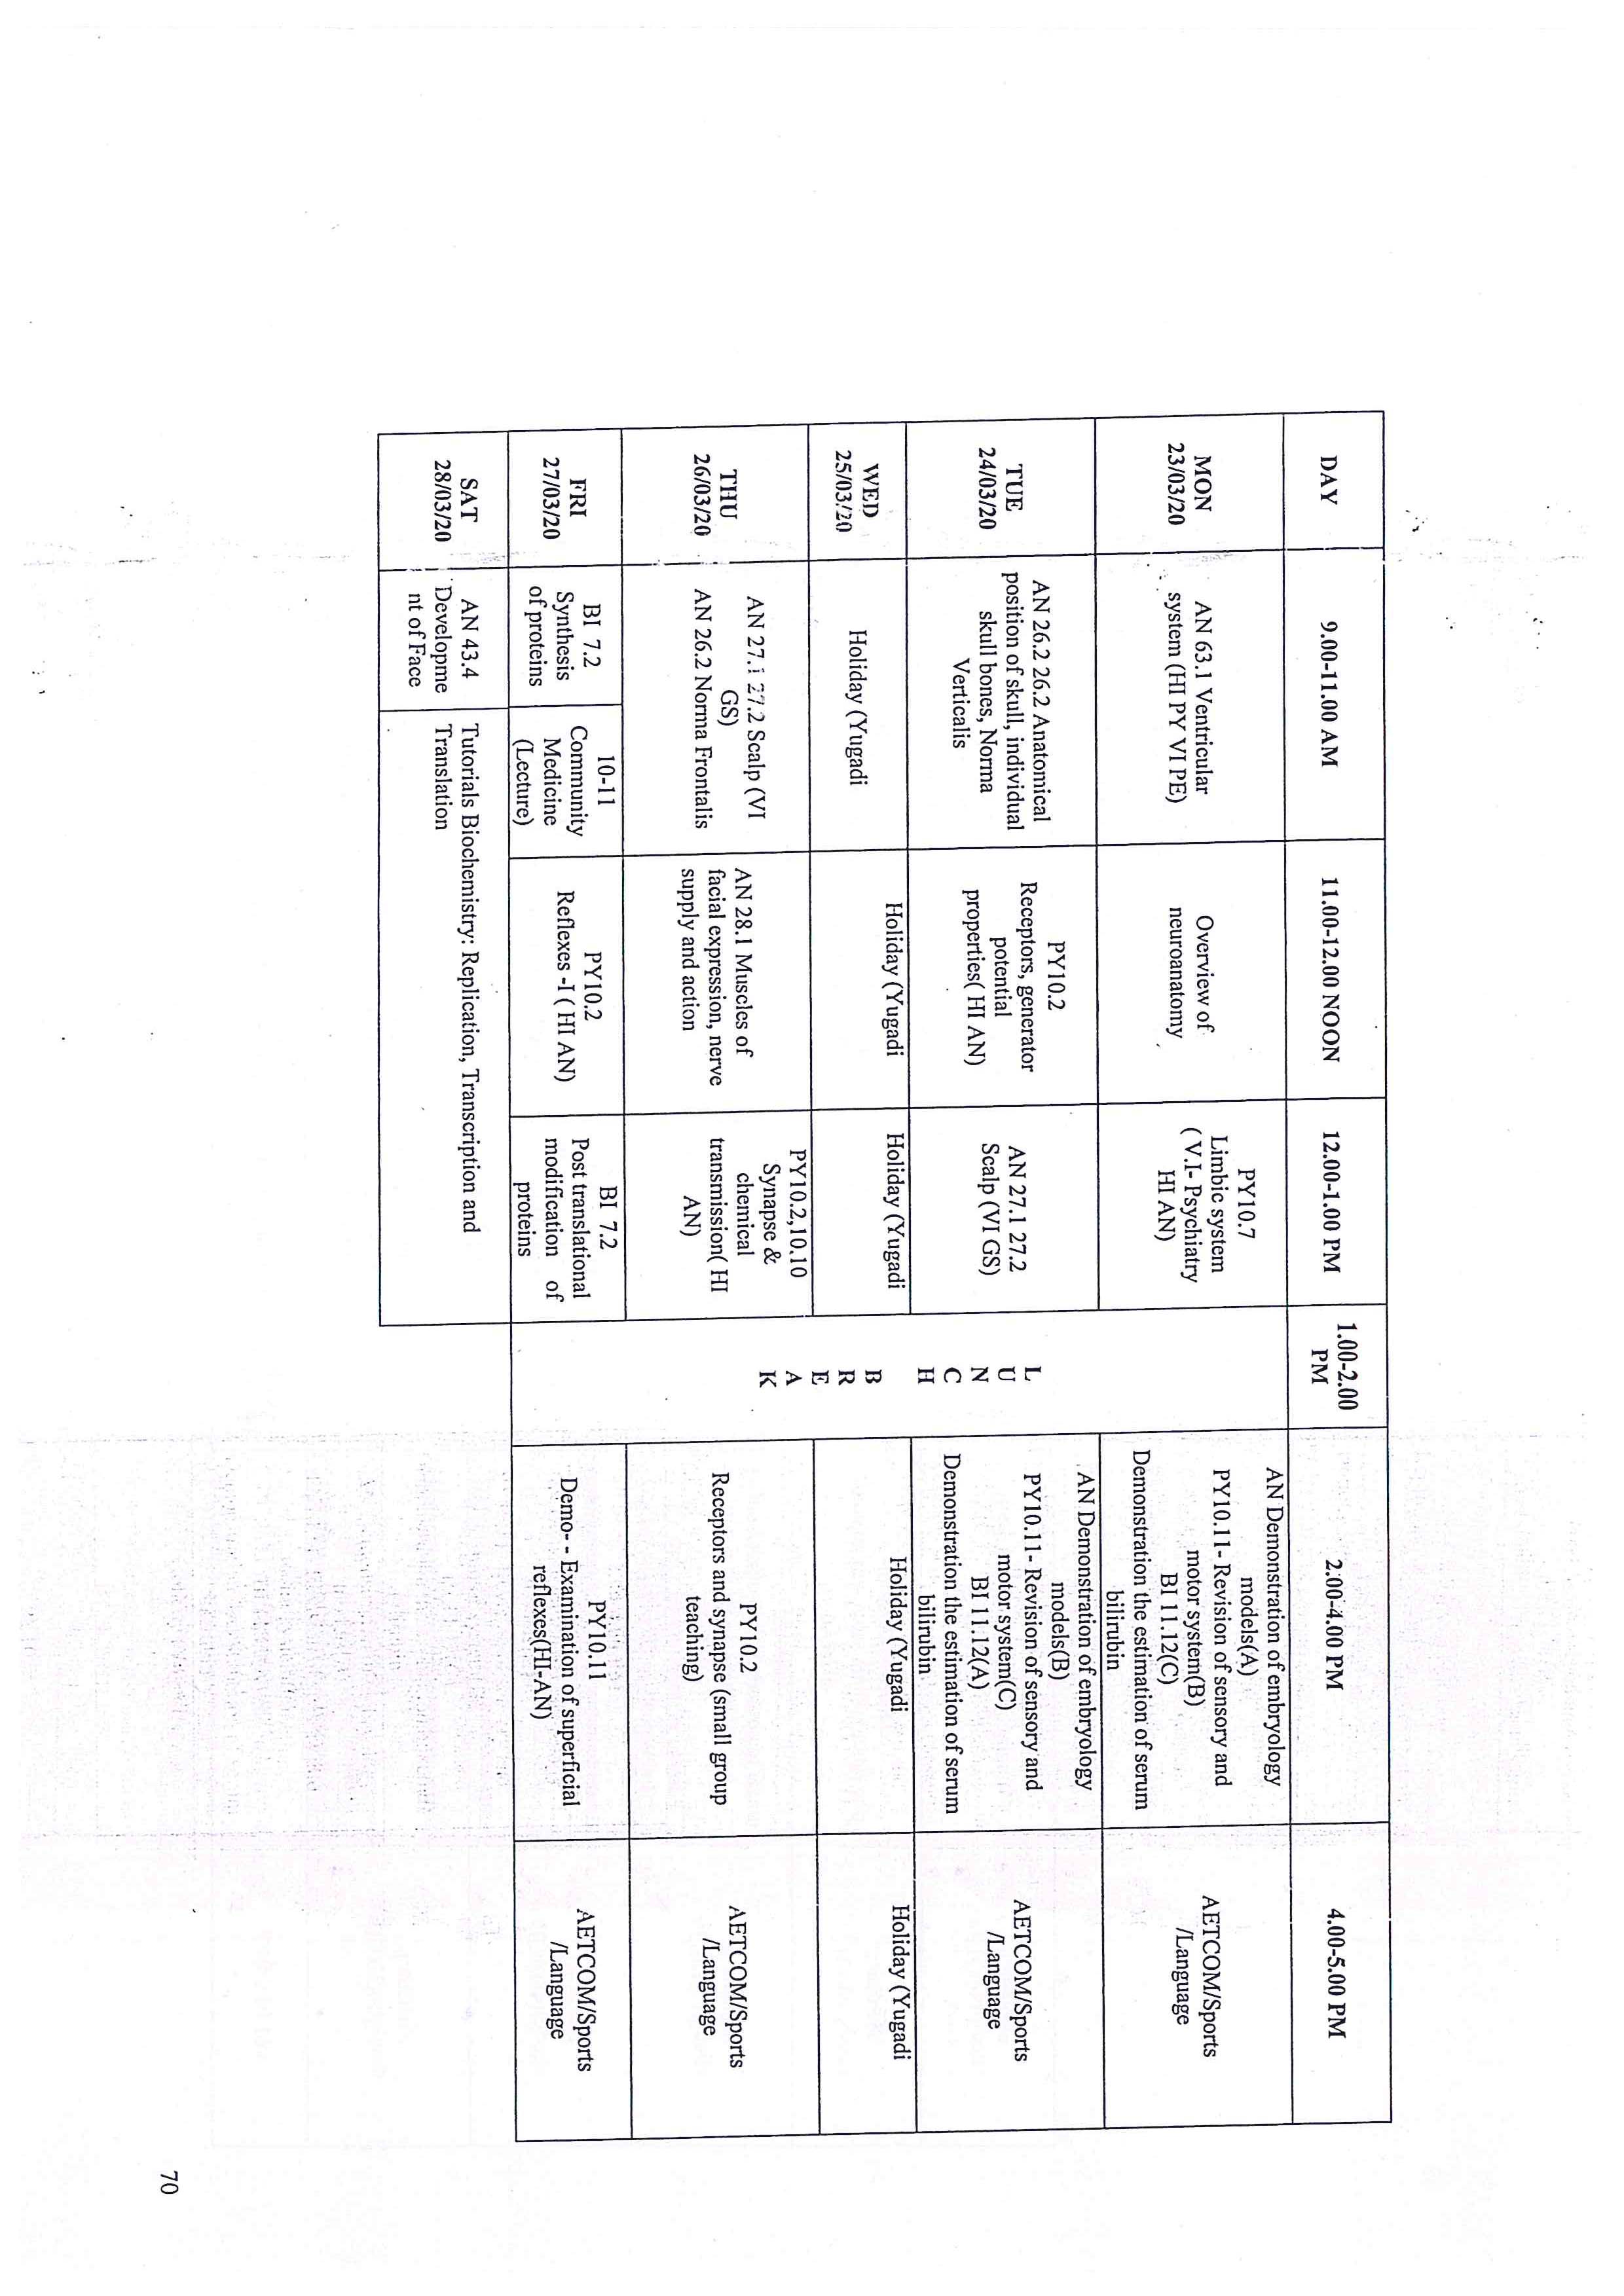 DAY
9.00-11.00 AM
11.00-12.00 NOON
12.00-1.00 PM
1.00-2.00
PM
2:00-4.00 PM
4.00-5.00 PM
MON
23/03/20
AN 63.1 Ventricular
system (HI PY VI PE)
Overview of
neuroanatomy
PY10.7
Limbic system
( V.I- Psychiatry
HI AN)
L
U
N
C
H
B
R
E
A
K
AN Demonstration of embryology
models(A)
PY10.11- Revision of sensory and
motor system(B)
BI 11.12(C)
Demonstration the estimation of serum
bilirubin
AETCOM/Sports
/Language
TUE
24/03/20
AN 26.2 26.2 Anatomical
position of skull, individual
skull bones, Norma
Verticalis
PY10.2
Receptors, generator
potential
properties( HI AN)
AN 27.1 27.2
Scalp (VI GS)
AN Demonstration of embryology
models(B)
PY10.11- Revision of sensory and
motor system(C)
BI 11.12(A)
Demonstration the estimation of serum
bilirubin
AETCOM/Sports
/Language
WED
25/03/20
Holiday (Yugadi
Holiday (Yugadi
Holiday (Yugadi
Holiday (Yugadi
Holiday (Yugadi
THU
26/03/20
AN 27.1 27.2 Scalp (VI
GS)
AN 26.2 Norma Frontalis
AN 28.1 Muscles of
facial expression, nerve
supply and action
PY10.2,10.10
Synapse &
chemical
transmission( HI
AN)
PY10.2
Receptors and synapse (small group
teaching)
AETCOM/Sports
/Language
FRI
27/03/20
BI 7.2
Synthesis
of proteins
10-11
Community
Medicine
(Lecture)
PY10.2
Reflexes -I ( HI AN)
BI 7.2
Post translational
modification of
proteins
PY10.11
Demo- - Examination of superficial
reflexes(HI-AN)
AETCOM/Sports
/Language
SAT
28/03/20
AN 43.4
Developme
nt of Face
Tutorials Biochemistry: Replication, Transcription and
Translation
70